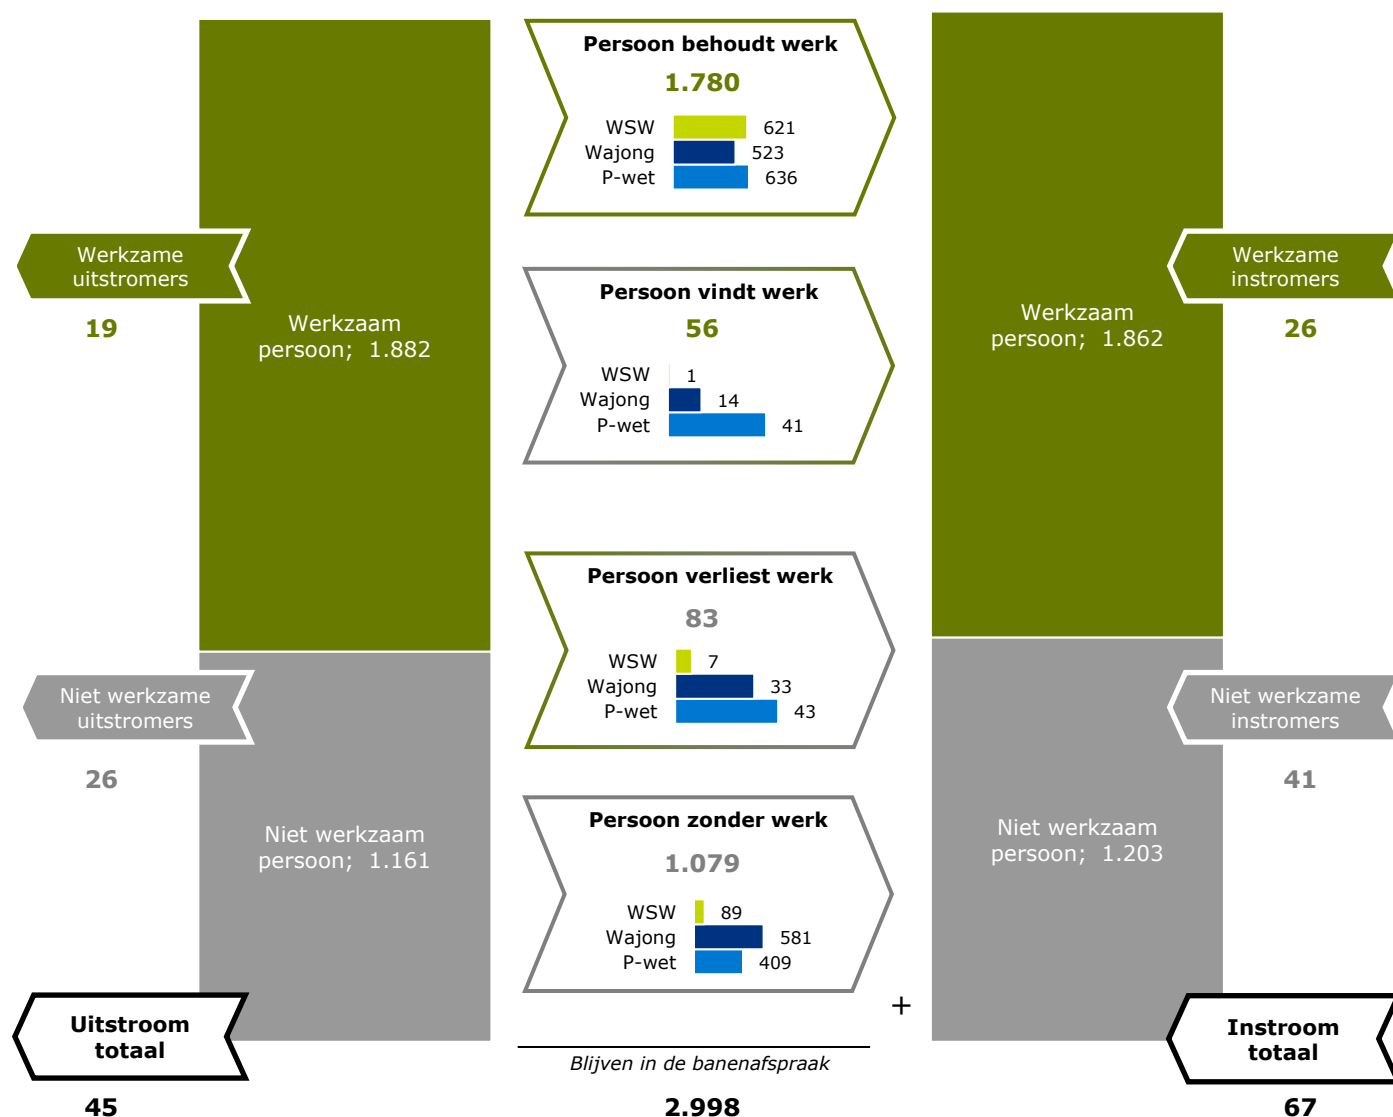 Werkzame
uitstromers
19
Niet werkzame
uitstromers
26
Uitstroom
totaal
45
Werkzaam
persoon; 1.882
Niet werkzaam
persoon; 1.161
Persoon behoudt werk
1.780
WSW 621
Wajong 523
P-wet 636
Persoon vindt werk
56
WSW 1
Wajong 14
P-wet 41
Persoon verliest werk
83
WSW 7
Wajong 33
P-wet 43
Persoon zonder werk
1.079
WSW 89
Wajong 581
P-wet 409
+
Blijven in de banenafspraak
2.998
Werkzaam
persoon; 1.862
Niet werkzaam
persoon; 1.203
Werkzame
instromers
26
Niet werkzame
instromers
41
Instroom
totaal
67